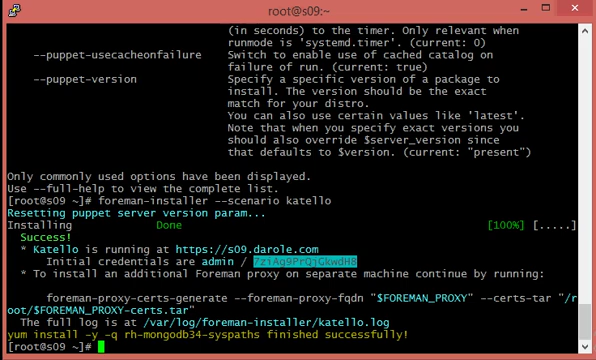 root@s09:~
(in seconds) to the timer. Only relevant when
runmode is 'systemd.timer'. (current: 0)
--puppet-usecacheonfailure    Switch to enable use of cached catalog on
failure of run. (current: true)
--puppet-version              Specify a specific version of a package to
install. The version should be the exact
match for your distro.
You can also use certain values like 'latest'.
Note that when you specify exact versions you
should also override $server_version since
that defaults to $version. (current: "present")
Only commonly used options have been displayed.
Use --full-help to view the complete list.
[root@s09 ~]# foreman-installer --scenario katello
Resetting puppet server version param...
Installing             Done                                               [100%] [.....]
Success!
* Katello is running at https://s09.darole.com
Initial credentials are admin / 7ziAg9PrQjGkwdH8
* To install an additional Foreman proxy on separate machine continue by running:
foreman-proxy-certs-generate --foreman-proxy-fqdn "$FOREMAN_PROXY" --certs-tar "/r
oot/$FOREMAN_PROXY-certs.tar"
The full log is at /var/log/foreman-installer/katello.log
yum install -y -q rh-mongodb34-syspaths finished successfully!
[root@s09 ~]#